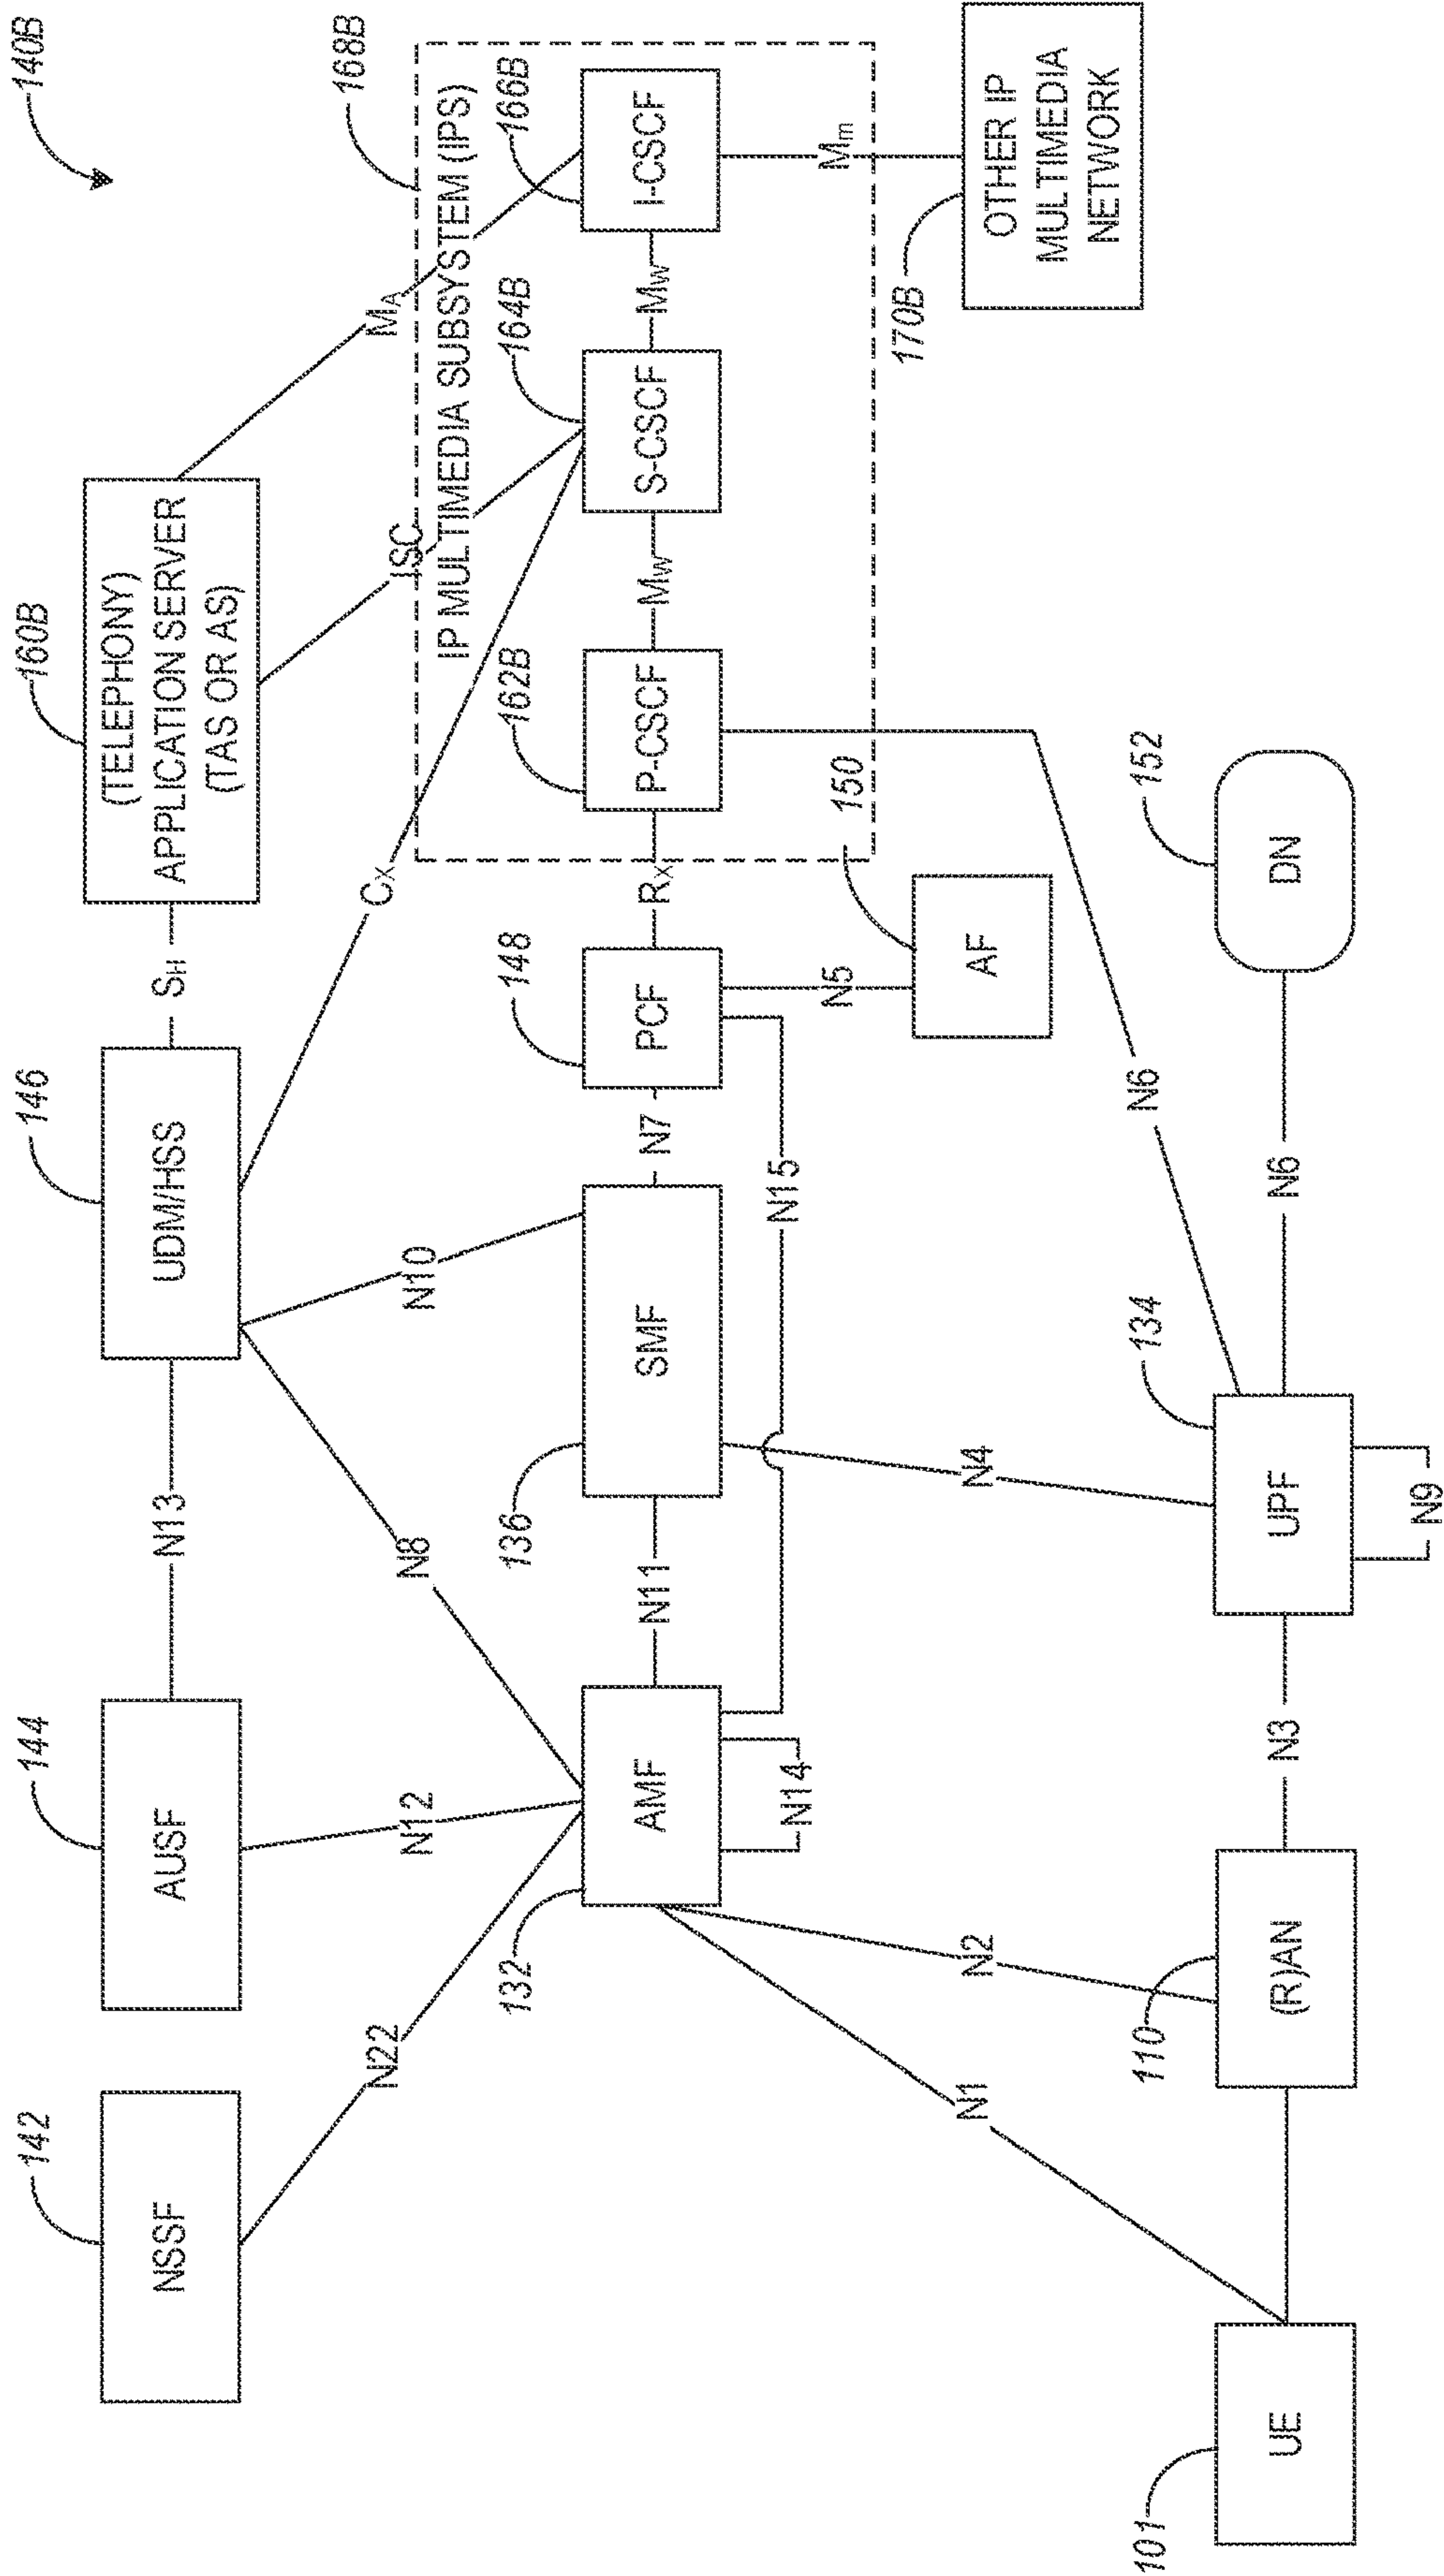 140B
142
NSSF
144
AUSF
N13
146
UDM/HSS
SH
160B
(TELEPHONY)
APPLICATION SERVER
(TAS OR AS)
N22
N12
N8
N10
CX
ISC
MA
168B
IP MULTIMEDIA SUBSYSTEM (IPS)
132
AMF
N11
136
SMF
N7
148
PCF
RX
162B
P-CSCF
MW
164B
S-CSCF
MW
166B
I-CSCF
N14
N15
N5
150
AF
Mm
170B
OTHER IP
MULTIMEDIA
NETWORK
N1
N2
N4
N6
101
UE
110
(R)AN
N3
134
UPF
N6
152
DN
N9